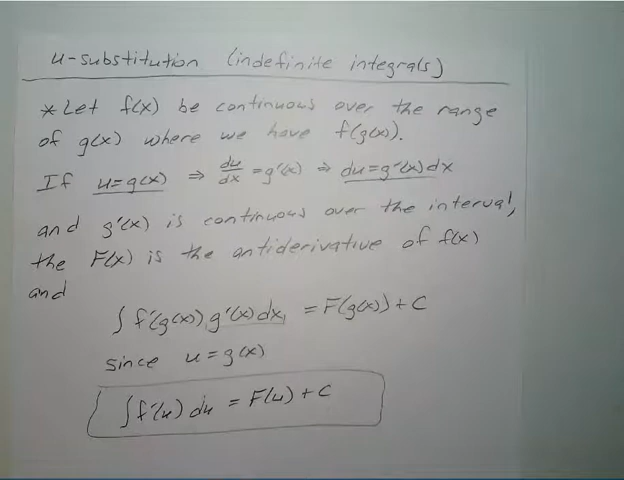 u-substitution (indefinite integrals)
* Let f(x) be continuous over the range
of g(x) where we have f(g(x)).
If u=g(x) ⇒ du/dx = g'(x) ⇒ du=g'(x)dx
and g'(x) is continuous over the interval,
the F(x) is the antiderivative of f(x)
and
∫f'(g(x)) g'(x)dx = F(g(x))+C
since u=g(x)
∫f'(u) du = F(u)+C